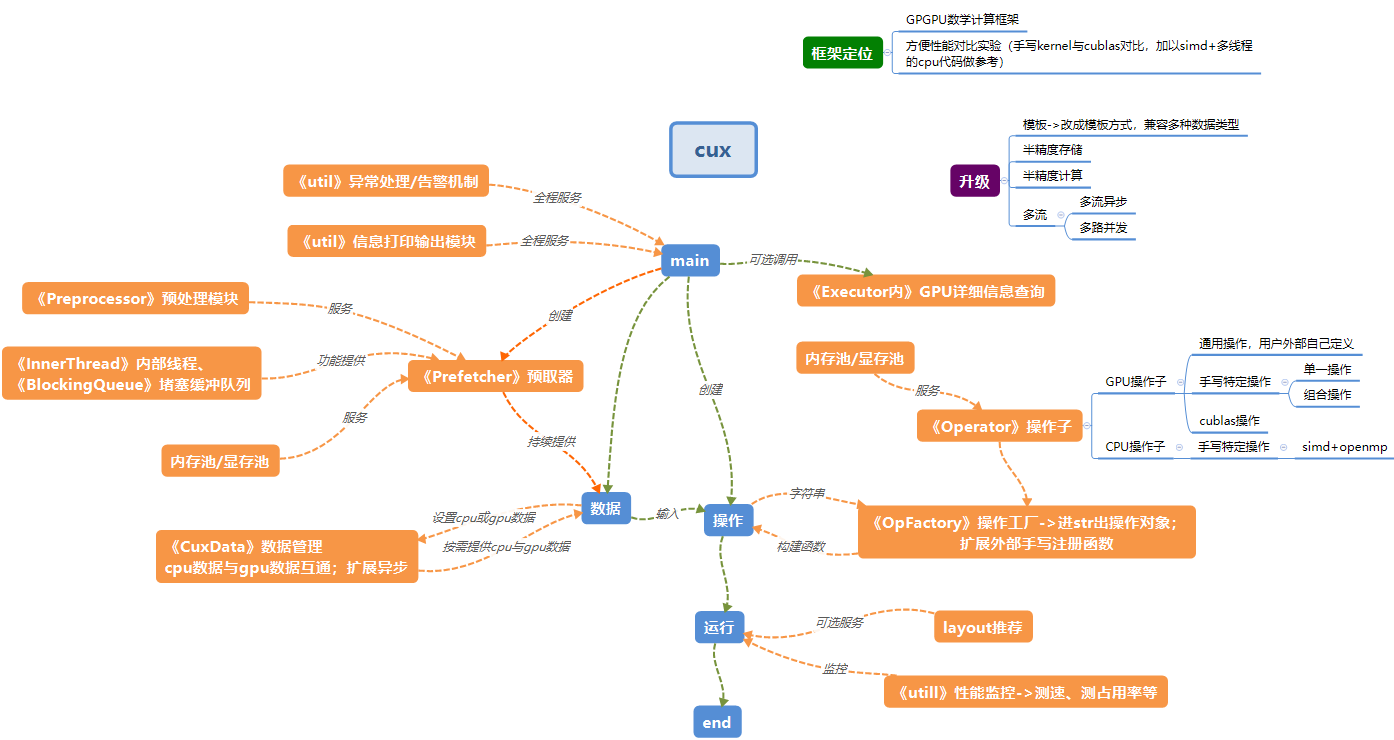 GPGPU数学计算框架
框架定位
方便性能对比实验（手写kernel与cublas对比，加以simd+多线程
的cpu代码做参考）
cux
模板->改成模板方式，兼容多种数据类型
半精度存储
升级
半精度计算
多流
多流异步
多路并发
《util》异常处理/告警机制
全程服务
《util》信息打印输出模块
全程服务
main
可选调用
《Executor内》GPU详细信息查询
《Preprocessor》预处理模块
服务
创建
《InnerThread》内部线程、
《BlockingQueue》堵塞缓冲队列
功能提供
《Prefetcher》预取器
服务
内存池/显存池
持续提供
创建
内存池/显存池
服务
《Operator》操作子
GPU操作子
通用操作，用户外部自己定义
手写特定操作
单一操作
组合操作
cublas操作
CPU操作子
手写特定操作
simd+openmp
数据
输入
操作
字符串
构建函数
《OpFactory》操作工厂->进str出操作对象；
扩展外部手写注册函数
设置cpu或gpu数据
按需提供cpu与gpu数据
《CuxData》数据管理
cpu数据与gpu数据互通；扩展异步
运行
可选服务
layout推荐
监控
《utill》性能监控->测速、测占用率等
end